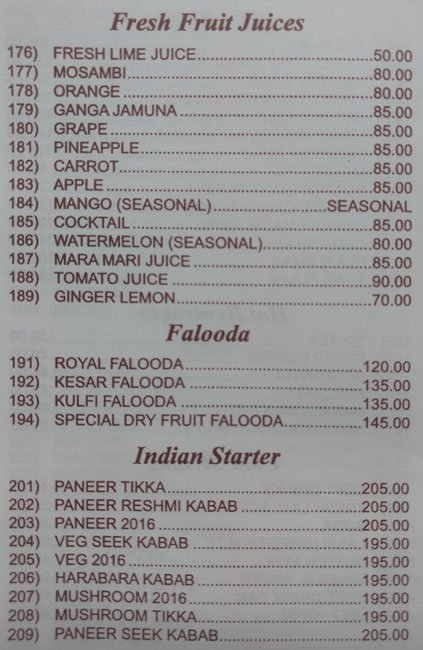 Fresh Fruit Juices
176) FRESH LIME JUICE....................50.00
177) MOSAMBI....................80.00
178) ORANGE....................80.00
179) GANGA JAMUNA....................85.00
180) GRAPE....................85.00
181) PINEAPPLE....................85.00
182) CARROT....................85.00
183) APPLE....................85.00
184) MANGO (SEASONAL)....................SEASONAL
185) COCKTAIL....................85.00
186) WATERMELON (SEASONAL)....................80.00
187) MARA MARI JUICE....................85.00
188) TOMATO JUICE....................90.00
189) GINGER LEMON....................70.00
Falooda
191) ROYAL FALOODA....................120.00
192) KESAR FALOODA....................135.00
193) KULFI FALOODA....................135.00
194) SPECIAL DRY FRUIT FALOODA....................145.00
Indian Starter
201) PANEER TIKKA....................205.00
202) PANEER RESHMI KABAB....................205.00
203) PANEER 2016....................205.00
204) VEG SEEK KABAB....................195.00
205) VEG 2016....................195.00
206) HARABARA KABAB....................195.00
207) MUSHROOM 2016....................195.00
208) MUSHROOM TIKKA....................195.00
209) PANEER SEEK KABAB....................205.00